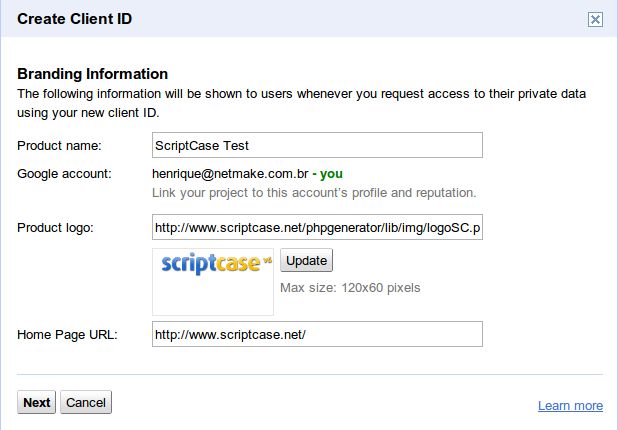 Create Client ID
Branding Information
The following information will be shown to users whenever you request access to their private data
using your new client ID.
Product name: ScriptCase Test
Google account: henrique@netmake.com.br - you
Link your project to this account's profile and reputation.
Product logo: http://www.scriptcase.net/phpgenerator/lib/img/logoSC.p
scriptcase v6 Update
Max size: 120x60 pixels
Home Page URL: http://www.scriptcase.net/
Next Cancel Learn more